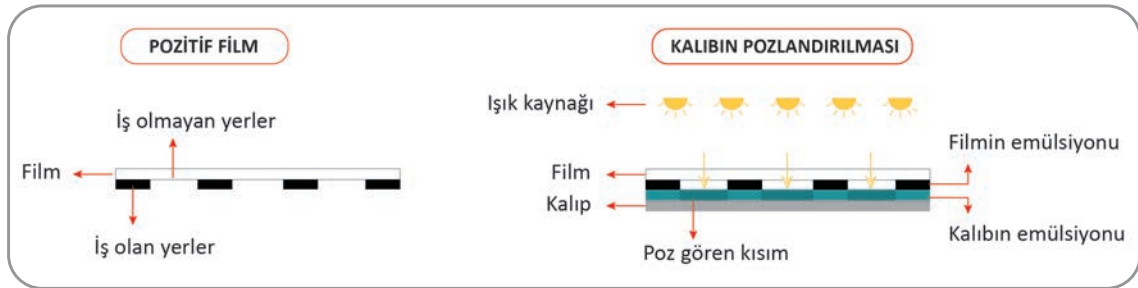 POZİTİF FİLM
İş olmayan yerler
Film
İş olan yerler
KALIBIN POZLANDIRILMASI
Işık kaynağı
Filmin emülsiyonu
Film
Kalıp
Kalıbın emülsiyonu
Poz gören kısım